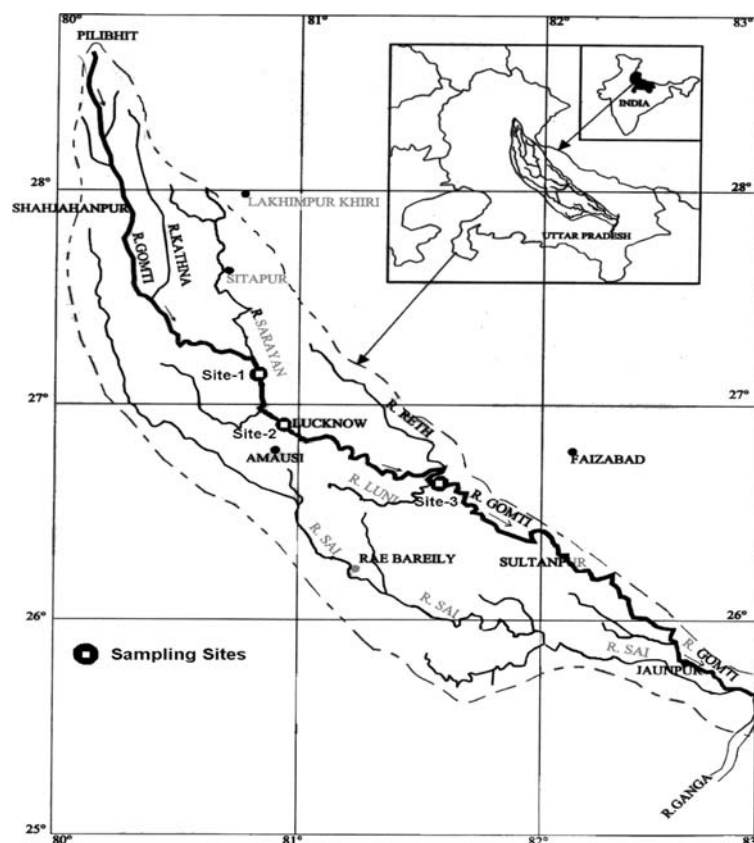 80°
81°
82°
83°
PILIBHIT
INDIA
28°
28°
LAKHIMPUR KHIRI
SHAHJAHANPUR
R.GOMTI
R.KATHNA
UTTAR PRADESH
SITAPUR
R.SARAYAN
Site-1
27°
27°
R. RETH
Site-2
LUCKNOW
AMAUSI
FAIZABAD
R. LUNI
Site-3
R. GOMTI
R. SAI
RAE BAREILY
SULTANPUR
R. SAI
26°
26°
Sampling Sites
R. SAI
R. GOMTI
JAUNPUR
R.GANGA
25°
80°
81°
82°
83